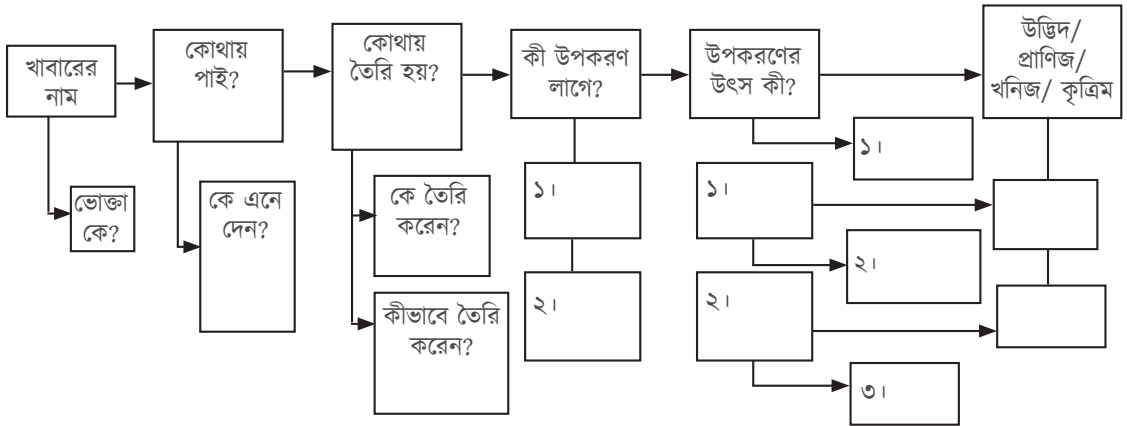 খাবারের
নাম
কোথায়
পাই?
কোথায়
তৈরি হয়?
কী উপকরণ
লাগে?
উপকরণের
উৎস কী?
উদ্ভিদ/
প্রাণিজ/
খনিজ/ কৃত্রিম
ভোক্তা
কে?
কে এনে
দেন?
কে তৈরি
করেন?
কীভাবে তৈরি
করেন?
১।
২।
১।
২।
১।
২।
৩।